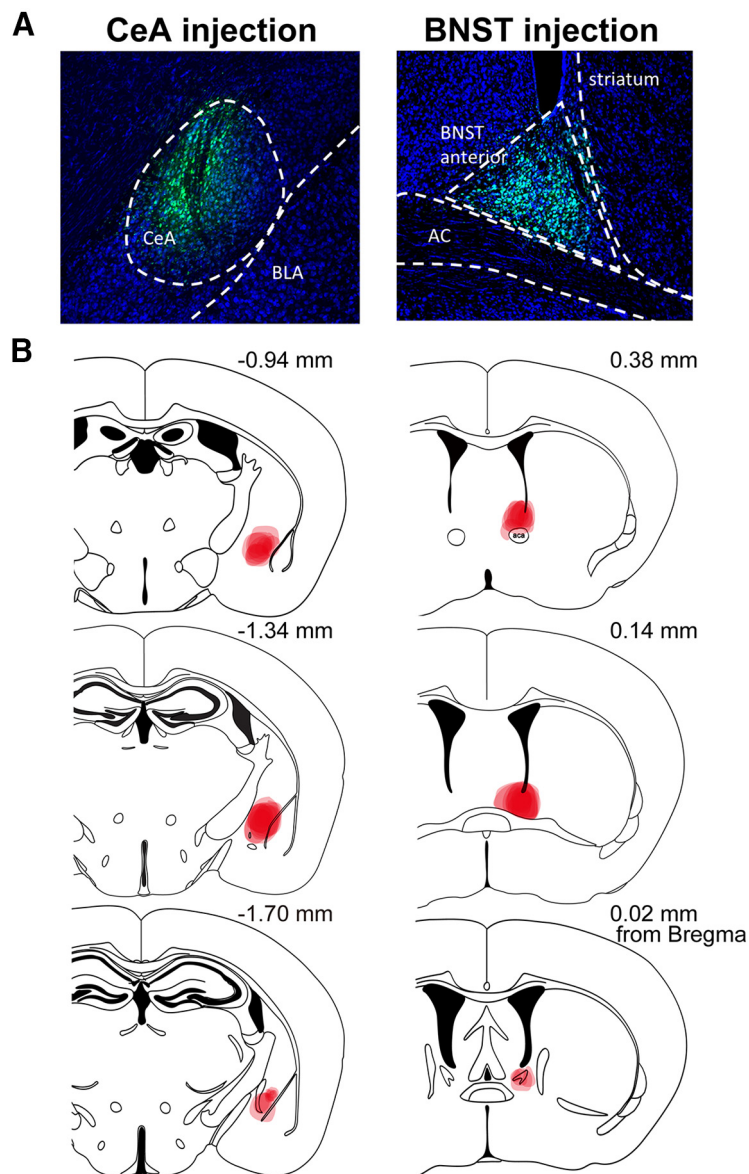 A
CeA injection
BNST injection
CeA
BLA
striatum
BNST
anterior
AC
B
-0.94 mm
0.38 mm
aca
-1.34 mm
0.14 mm
-1.70 mm
0.02 mm
from Bregma